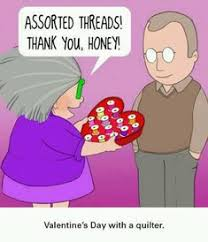 ASSORTED THREADS!
THANK YOU, HONEY!
Valentine's Day with a quilter.